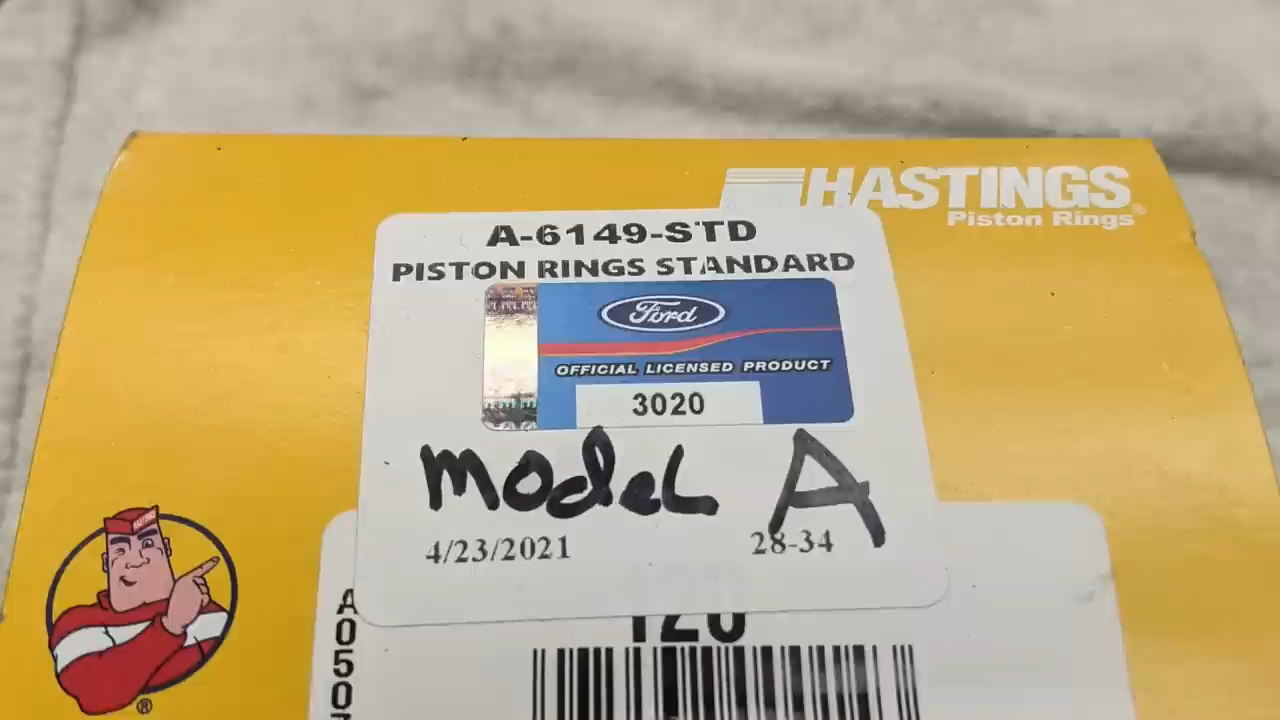 HASTINGS
Piston Rings®
A-6149-STD
PISTON RINGS STANDARD
Ford
OFFICIAL LICENSED PRODUCT
3020
Model A
4/23/2021
28-34
HASTINGS
®
A050